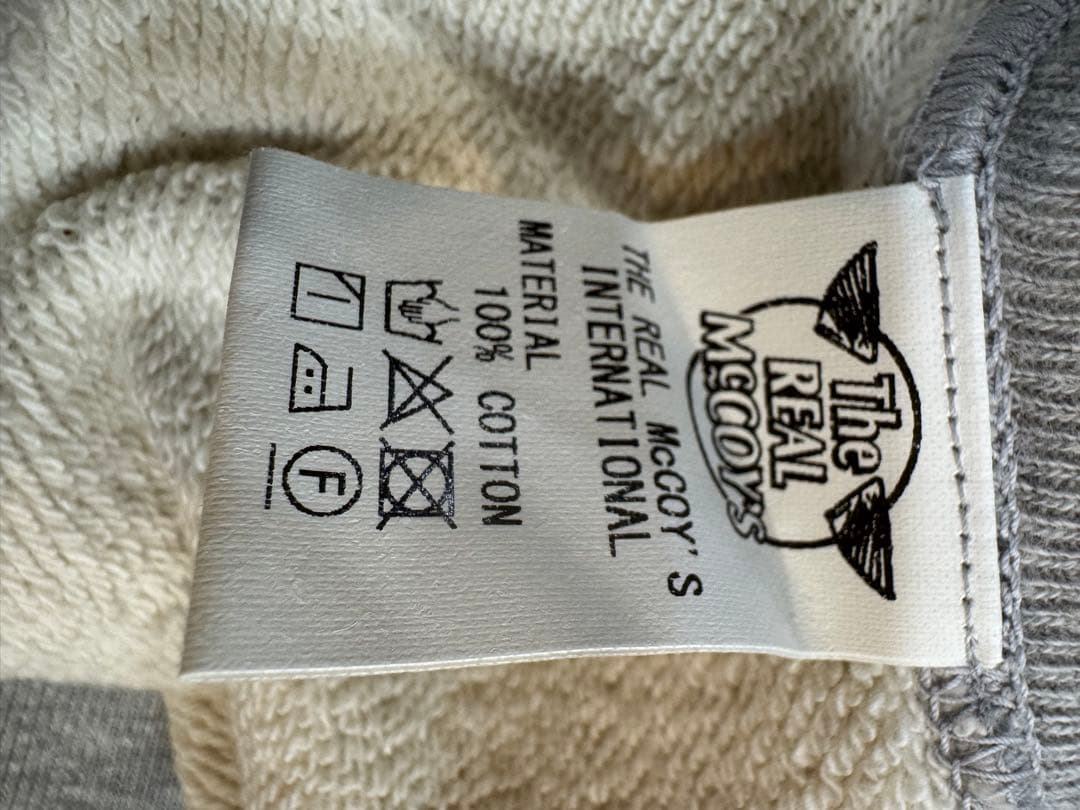 The
REAL
McCOY'S
THE REAL McCOY'S
INTERNATIONAL
MATERIAL
100% COTTON
F